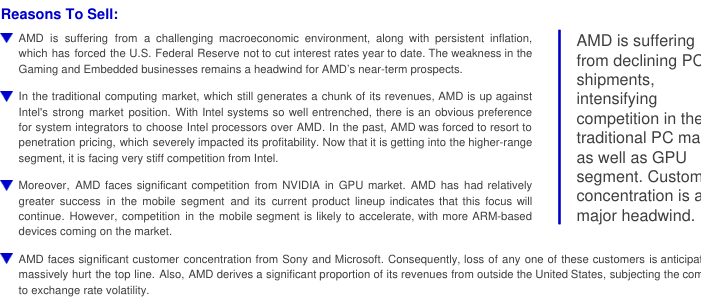 Reasons To Sell:
AMD is suffering from a challenging macroeconomic environment, along with persistent inflation,
which has forced the U.S. Federal Reserve not to cut interest rates year to date. The weakness in the
Gaming and Embedded businesses remains a headwind for AMD's near-term prospects.
In the traditional computing market, which still generates a chunk of its revenues, AMD is up against
Intel's strong market position. With Intel systems so well entrenched, there is an obvious preference
for system integrators to choose Intel processors over AMD. In the past, AMD was forced to resort to
penetration pricing, which severely impacted its profitability. Now that it is getting into the higher-range
segment, it is facing very stiff competition from Intel.
Moreover, AMD faces significant competition from NVIDIA in GPU market. AMD has had relatively
greater success in the mobile segment and its current product lineup indicates that this focus will
continue. However, competition in the mobile segment is likely to accelerate, with more ARM-based
devices coming on the market.
AMD is suffering
from declining PC
shipments,
intensifying
competition in the
traditional PC ma
as well as GPU
segment. Custom
concentration is a
major headwind.
AMD faces significant customer concentration from Sony and Microsoft. Consequently, loss of any one of these customers is anticipat
massively hurt the top line. Also, AMD derives a significant proportion of its revenues from outside the United States, subjecting the com
to exchange rate volatility.